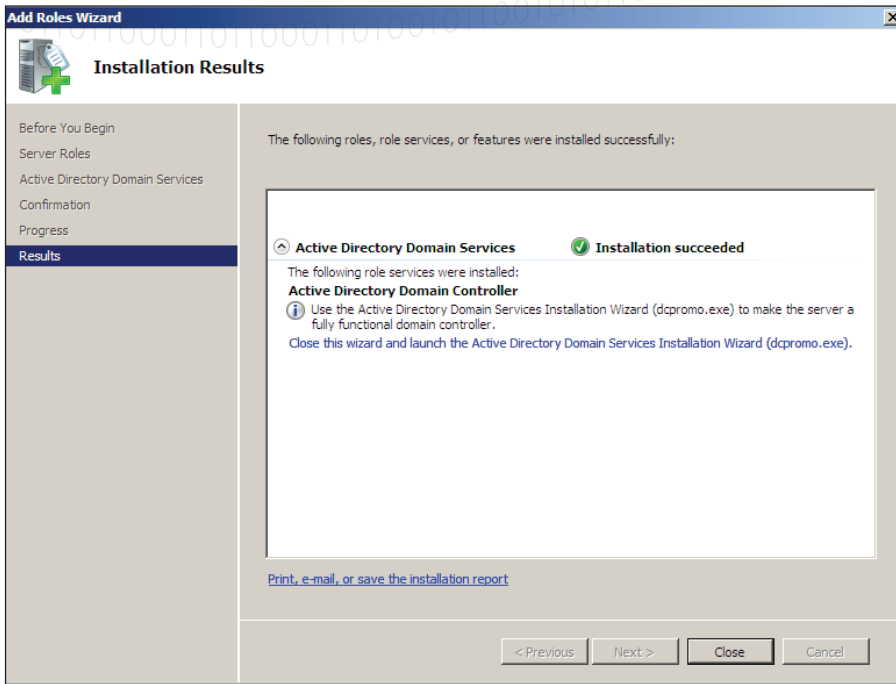 Add Roles Wizard
Installation Results
Before You Begin
Server Roles
Active Directory Domain Services
Confirmation
Progress
Results
The following roles, role services, or features were installed successfully:
Active Directory Domain Services
Installation succeeded
The following role services were installed:
Active Directory Domain Controller
Use the Active Directory Domain Services Installation Wizard (dcpromo.exe) to make the server a
fully functional domain controller.
Close this wizard and launch the Active Directory Domain Services Installation Wizard (dcpromo.exe).
Print, e-mail, or save the installation report
< Previous
Next >
Close
Cancel